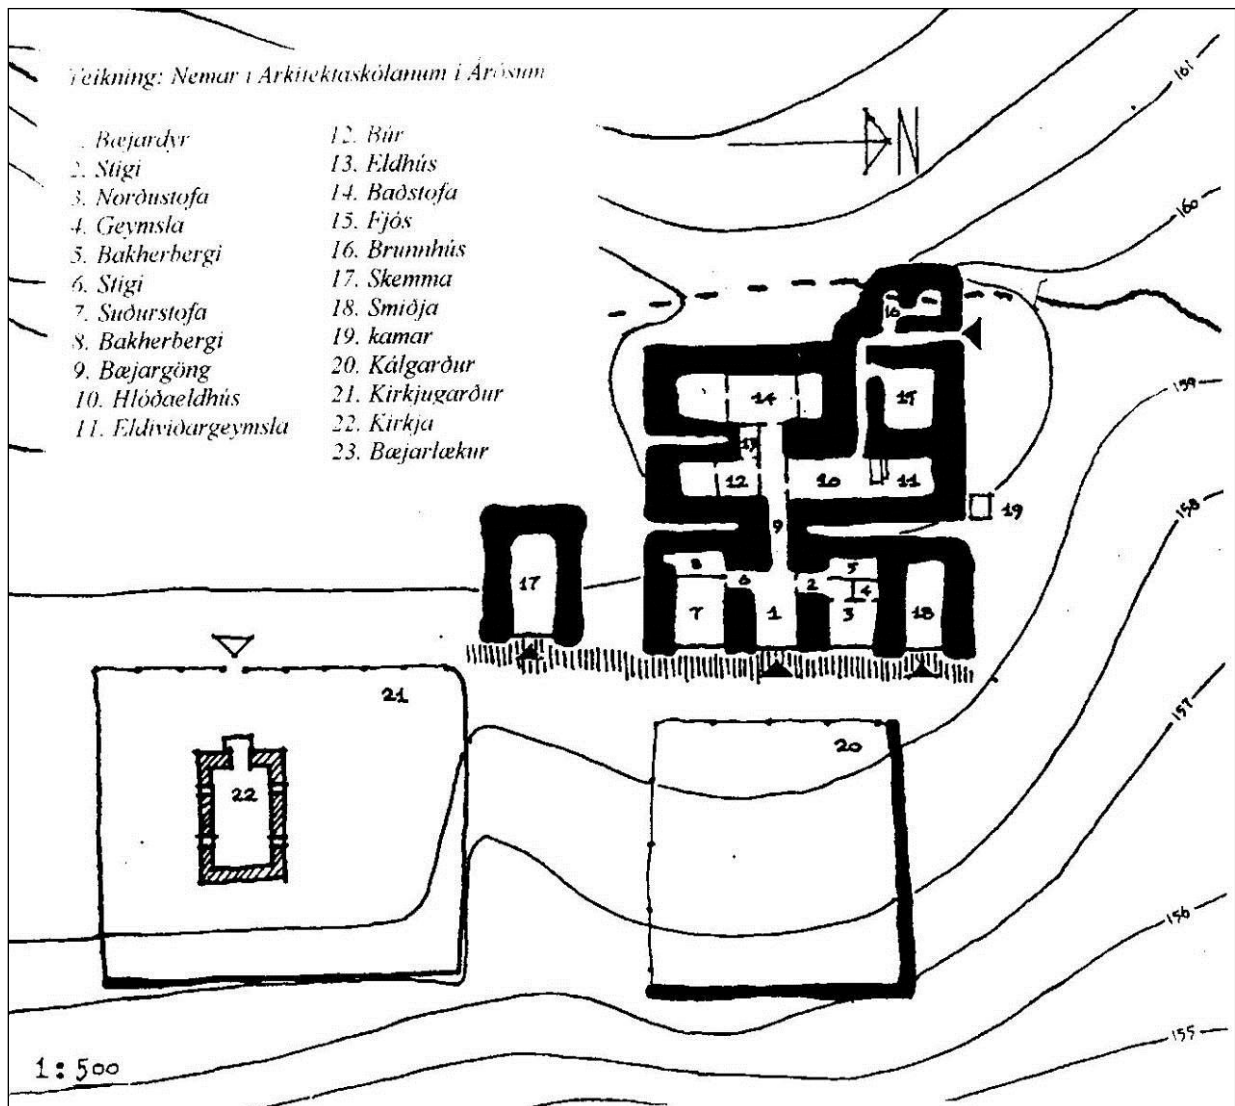 Teikning: Nemar í Arkitektaskólanum í Árósum
1. Bæjardyr
2. Stigi
3. Norðustofa
4. Geymsla
5. Bakherbergi
6. Stigi
7. Suðurstofa
8. Bakherbergi
9. Bæjargöng
10. Hlóðaeldhús
11. Eldiviðargeymsla
12. Búr
13. Eldhús
14. Baðstofa
15. Fjós
16. Brunnhús
17. Skemma
18. Smiðja
19. kamar
20. Kálgarður
21. Kirkjugarður
22. Kirkja
23. Bæjarlækur
N
161
160
16
159
14
15
13
12
10
11
158
9
19
17
8
6
2
5
4
7
1
3
18
21
20
157
22
156
155
1:500